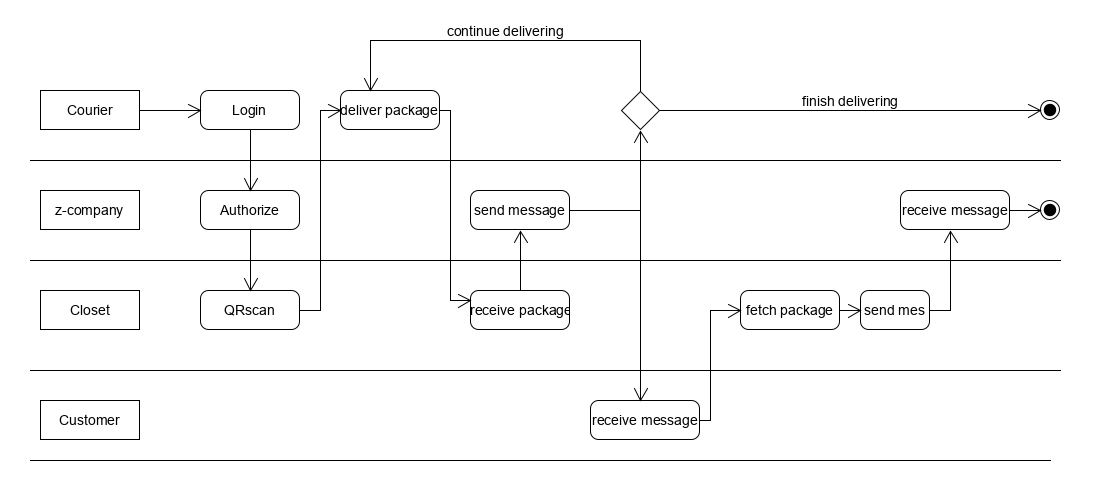 continue delivering
Courier
Login
deliver package
finish delivering
z-company
Authorize
send message
receive message
Closet
QRscan
receive package
fetch package
send mes
Customer
receive message